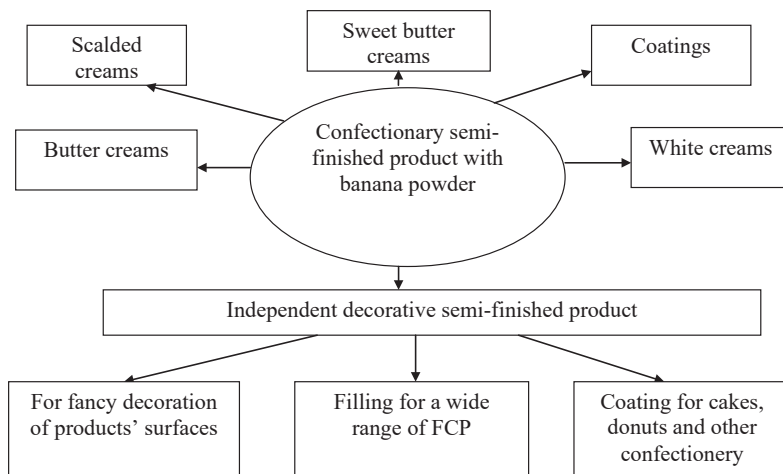 Scalded
creams
Sweet butter
creams
Coatings
Butter creams
Confectionary semi-
finished product with
banana powder
White creams
Independent decorative semi-finished product
For fancy decoration
of products’ surfaces
Filling for a wide
range of FCP
Coating for cakes,
donuts and other
confectionery